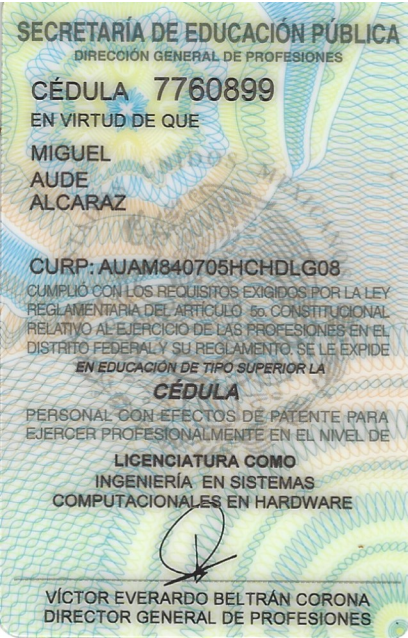 SECRETARÍA DE EDUCACIÓN PÚBLICA
DIRECCIÓN GENERAL DE PROFESIONES
CÉDULA 7760899
EN VIRTUD DE QUE
MIGUEL
AUDE
ALCARAZ
UNIDOS MEXICAN
CURP: AUAM840705HCHDLG08
CUMPLIÓ CON LOS REQUISITOS EXIGIDOS POR LA LEY
REGLAMENTARIA DEL ARTÍCULO 5o. CONSTITUCIONAL
RELATIVO AL EJERCICIO DE LAS PROFESIONES EN EL
DISTRITO FEDERAL Y SU REGLAMENTO, SE LE EXPIDE
EN EDUCACIÓN DE TIPO SUPERIOR LA
CÉDULA
PERSONAL CON EFECTOS DE PATENTE PARA
EJERCER PROFESIONALMENTE EN EL NIVEL DE
LICENCIATURA COMO
INGENIERÍA EN SISTEMAS
COMPUTACIONALES EN HARDWARE
VÍCTOR EVERARDO BELTRÁN CORONA
DIRECTOR GENERAL DE PROFESIONES